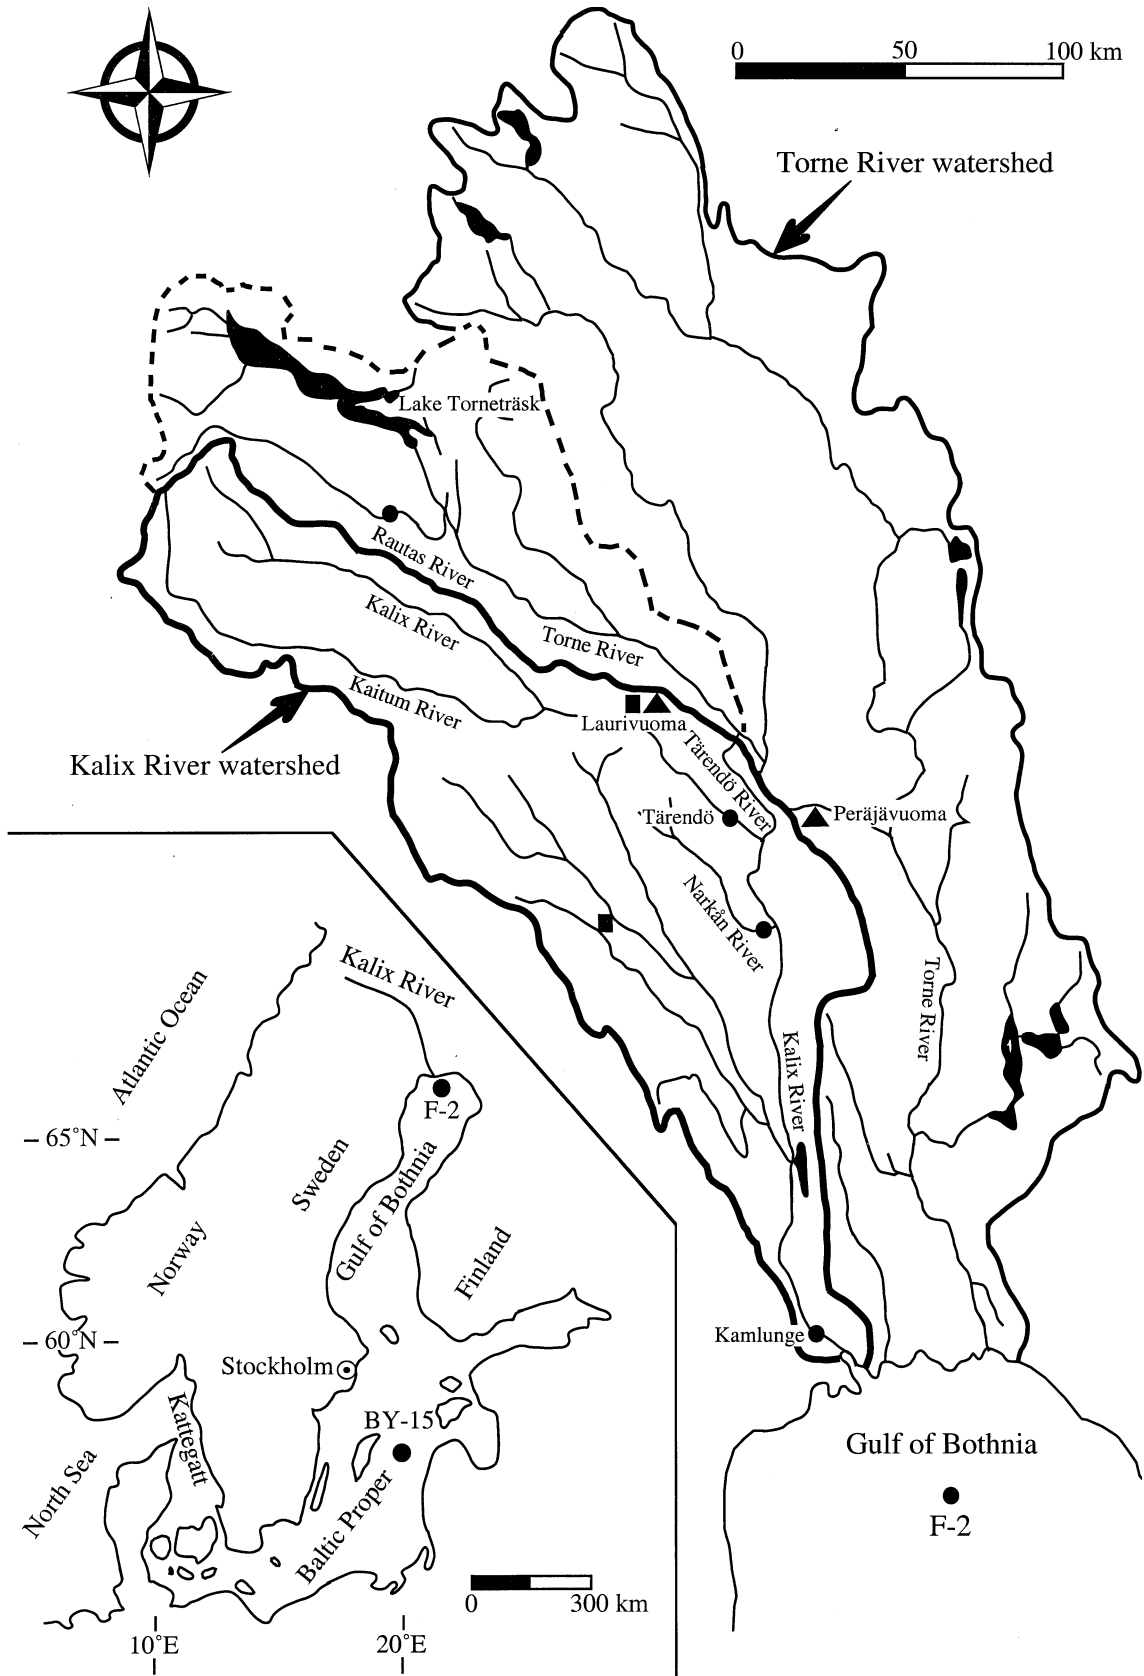 0 50 100 km
Torne River watershed
Lake Torneträsk
Rautas River
Kalix River
Torne River
Kaitum River
Laurivuoma
Kalix River watershed
Tärendö River
Tärendö
Peräjävuoma
Narkån River
Torne River
Kalix River
Kamlunge
Gulf of Bothnia
F-2
Kalix River
Atlantic Ocean
F-2
65°N
Sweden
Gulf of Bothnia
Norway
Finland
60°N
Stockholm
Kattegatt
BY-15
North Sea
Baltic Proper
0 300 km
10°E 20°E